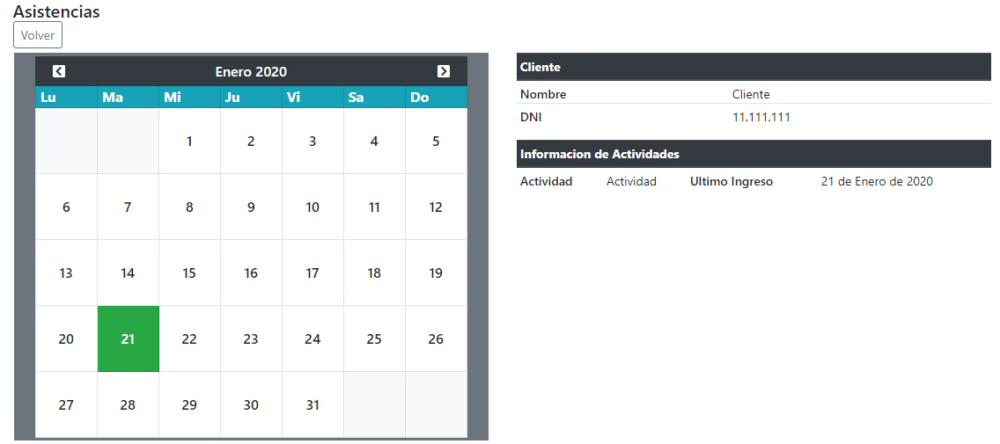 Asistencias
Volver
Enero 2020
Lu Ma Mi Ju Vi Sa Do
1 2 3 4 5
6 7 8 9 10 11 12
13 14 15 16 17 18 19
20 21 22 23 24 25 26
27 28 29 30 31
Cliente
Nombre Cliente
DNI 11.111.111
Informacion de Actividades
Actividad Actividad Ultimo Ingreso 21 de Enero de 2020